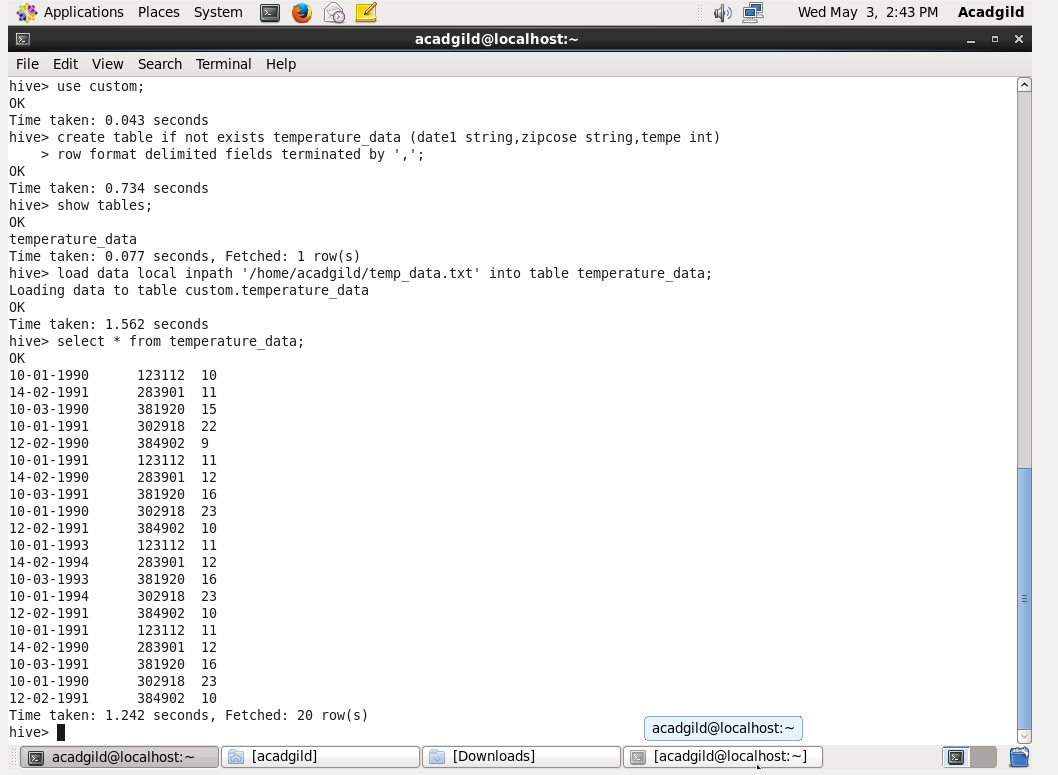 Applications Places System Wed May 3, 2:43 PM Acadgild
acadgild@localhost:~
File Edit View Search Terminal Help
hive> use custom;
OK
Time taken: 0.043 seconds
hive> create table if not exists temperature_data (date1 string,zipcose string,tempe int)
    > row format delimited fields terminated by ',';
OK
Time taken: 0.734 seconds
hive> show tables;
OK
temperature_data
Time taken: 0.077 seconds, Fetched: 1 row(s)
hive> load data local inpath '/home/acadgild/temp_data.txt' into table temperature_data;
Loading data to table custom.temperature_data
OK
Time taken: 1.562 seconds
hive> select * from temperature_data;
OK
10-01-1990      123112  10
14-02-1991      283901  11
10-03-1990      381920  15
10-01-1991      302918  22
12-02-1990      384902  9
10-01-1991      123112  11
14-02-1990      283901  12
10-03-1991      381920  16
10-01-1990      302918  23
12-02-1991      384902  10
10-01-1993      123112  11
14-02-1994      283901  12
10-03-1993      381920  16
10-01-1994      302918  23
12-02-1991      384902  10
10-01-1991      123112  11
14-02-1990      283901  12
10-03-1991      381920  16
10-01-1990      302918  23
12-02-1991      384902  10
Time taken: 1.242 seconds, Fetched: 20 row(s)
hive>
acadgild@localhost:~
acadgild@localhost:~ [acadgild] [Downloads] [acadgild@localhost:~]